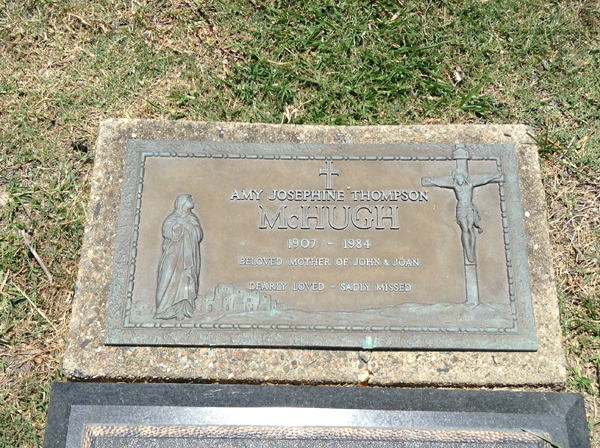 AMY JOSEPHINE THOMPSON
McHUGH
1907 - 1984
BELOVED MOTHER OF JOHN & JOAN
DEARLY LOVED - SADLY MISSED